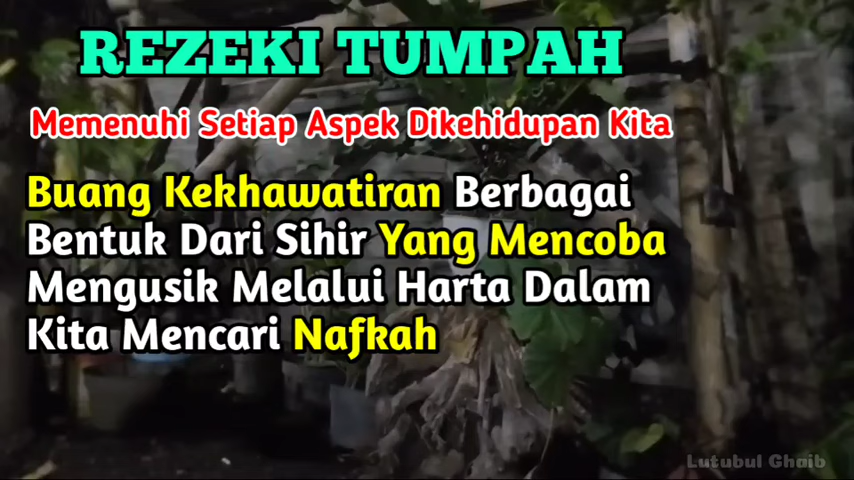 REZEKI TUMPAH
Memenuhi Setiap Aspek Dikehidupan Kita
Buang Kekhawatiran Berbagai
Bentuk Dari Sihir Yang Mencoba
Mengusik Melalui Harta Dalam
Kita Mencari Nafkah
Lutubul Ghaib